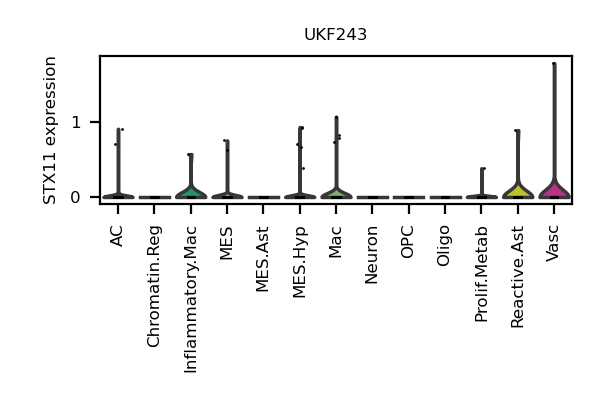 UKF243
STX11 expression
1
0
AC
Chromatin.Reg
Inflammatory.Mac
MES
MES.Ast
MES.Hyp
Mac
Neuron
OPC
Oligo
Prolif.Metab
Reactive.Ast
Vasc